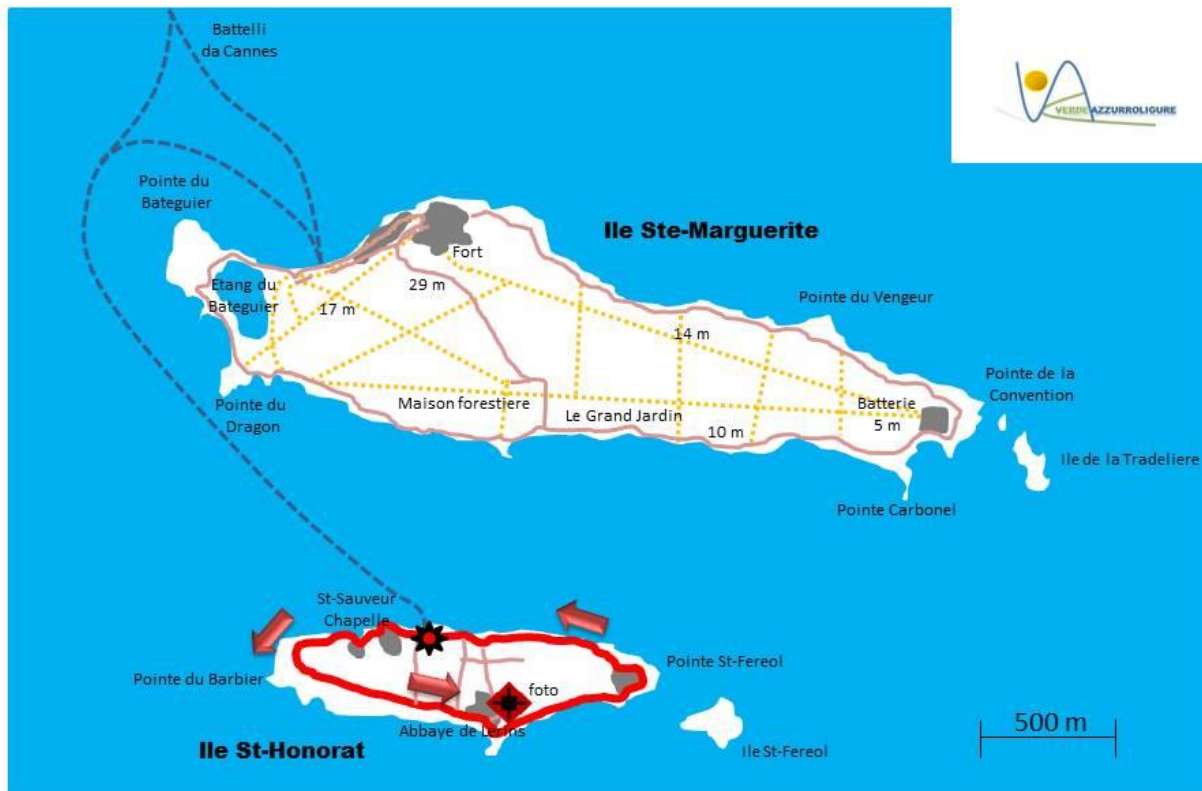 Battelli
da Cannes
VERDEAZZURROLIGURE
Pointe du
Bateguier
Ile Ste-Marguerite
Fort
Etang du
Bateguier
29 m
17 m
Pointe du Vengeur
14 m
Pointe de la
Convention
Pointe du
Dragon
Maison forestiere
Le Grand Jardin
Batterie
10 m
5 m
Ile de la Tradeliere
Pointe Carbonel
St-Sauveur
Chapelle
Pointe du Barbier
foto
Pointe St-Fereol
Abbaye de Lerins
Ile St-Honorat
Ile St-Fereol
500 m